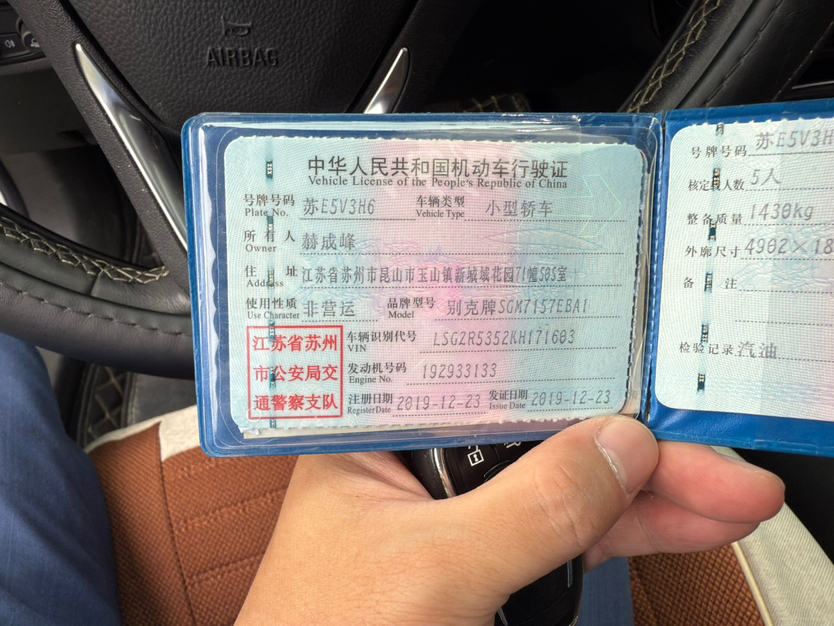 AIRBAG
中华人民共和国机动车行驶证
Vehicle License of the People's Republic of China
号牌号码 苏E5V3H6 车辆类型 小型轿车
Plate No. Vehicle Type
所有人 赫成峰
Owner
住址 江苏省苏州市昆山市玉山镇新城域花园71幢505室
Address
使用性质 非营运 品牌型号 别克牌SGM7157EBA1
Use Character Model
江苏省苏州
市公安局交
通警察支队
车辆识别代号 LSGZR5352KH171603
VIN
发动机号码 192933133
Engine No.
注册日期 2019-12-23 发证日期 2019-12-23
Register Date Issue Date
号牌号码 苏E5V3H
核定载人数 5人
整备质量 1430kg
外廓尺寸 4902×18
备注
检验记录 汽油